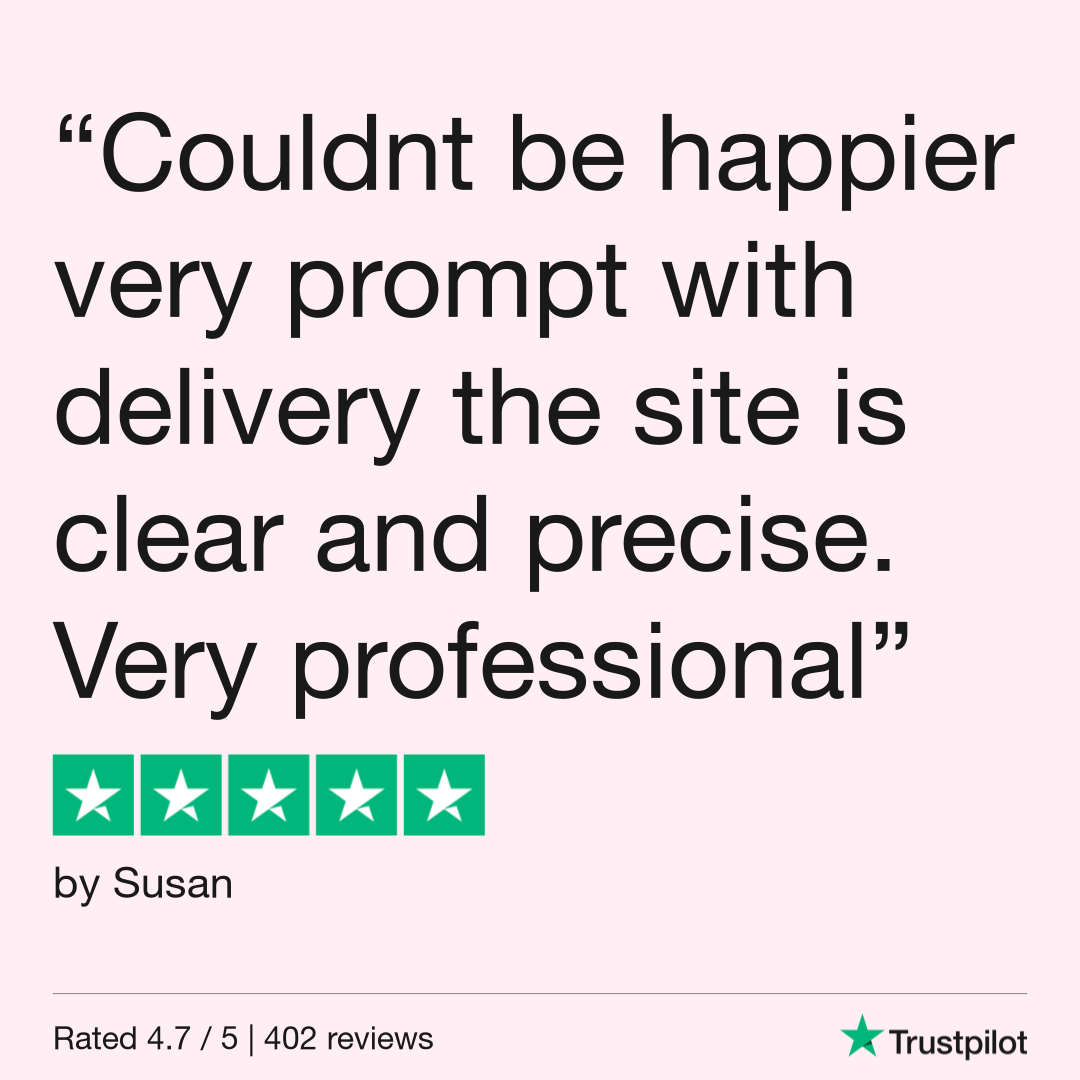 “Couldnt be happier
very prompt with
delivery the site is
clear and precise.
Very professional”
by Susan
Rated 4.7 / 5 | 402 reviews
Trustpilot